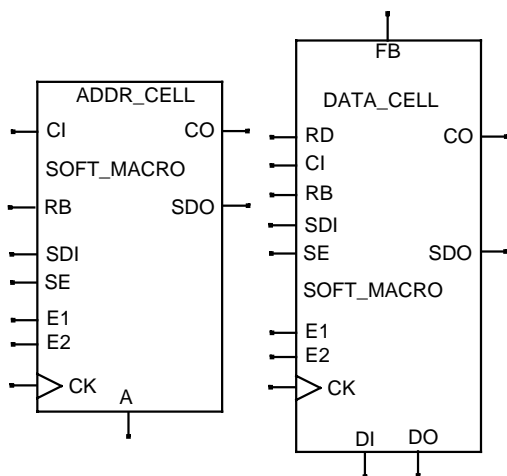 ADDR_CELL
CI
CO
SOFT_MACRO
RB
SDO
SDI
SE
E1
E2
CK
A
FB
DATA_CELL
RD
CO
CI
RB
SDI
SDO
SE
SOFT_MACRO
E1
E2
CK
DI
DO